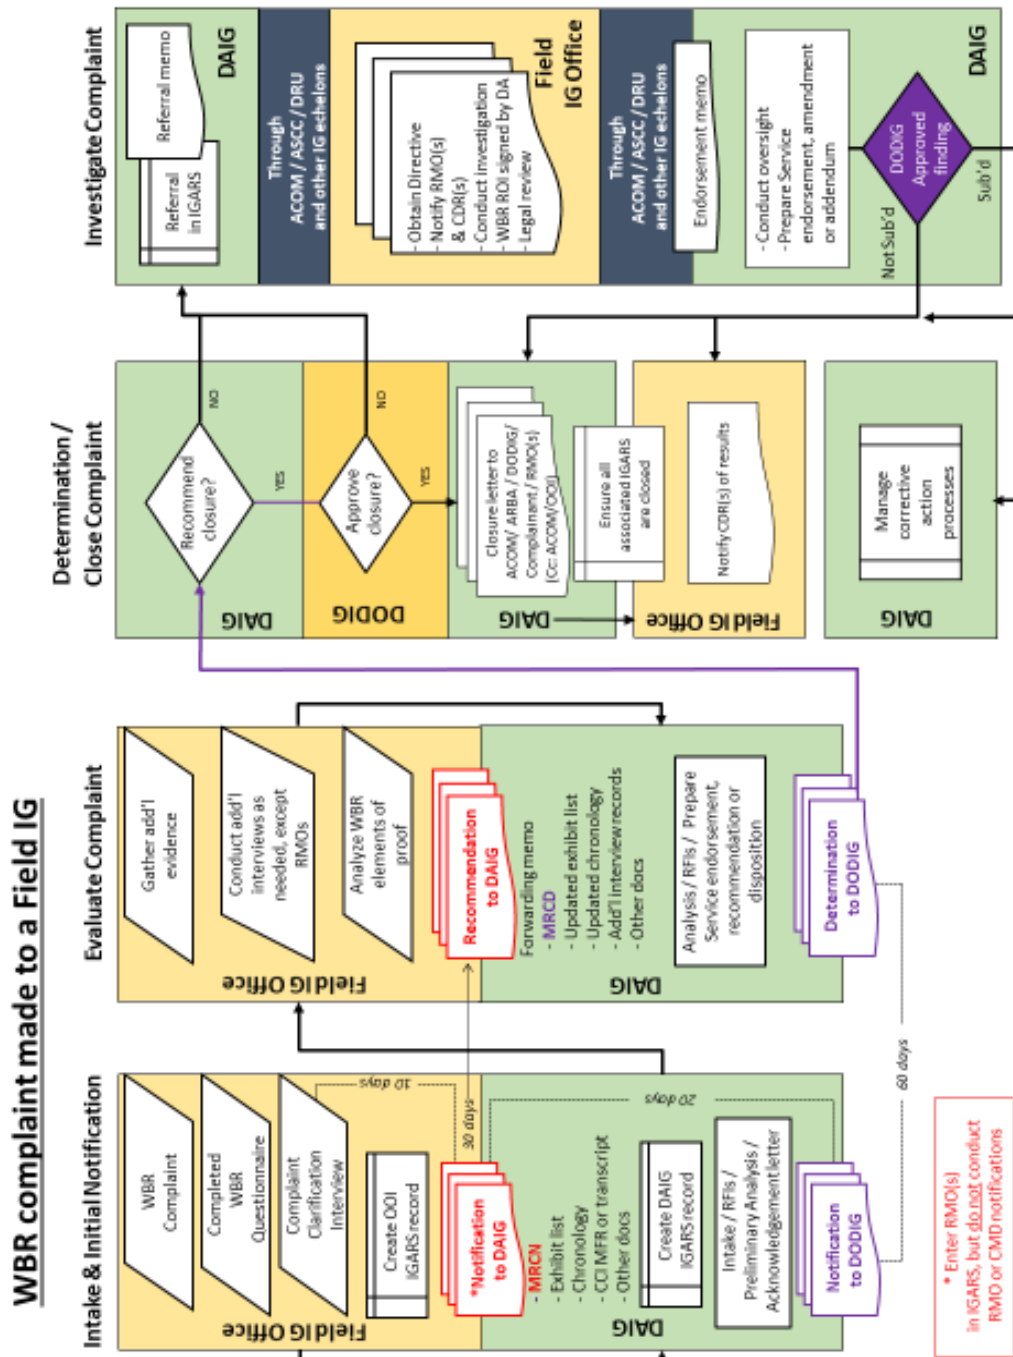 WBR complaint made to a Field IG
Intake & Initial Notification
WBR
Complaint
Completed
WBR
Questionnaire
Complaint
Clarification
Interview
Create OOI
IGARS record
Field IG Office
10 days
*Notification
to DAIG
30 days
- MRCN
- Exhibit list
- Chronology
- CCI MFR or transcript
- Other docs
Create DAIG
IGARS record
Intake / RFIs /
Preliminary Analysis /
Acknowledgement letter
DAIG
20 days
Notification
to DODIG
60 days
* Enter RMO(s)
in IGARS, but do not conduct
RMO or CMD notifications
Evaluate Complaint
Gather add'l
evidence
Conduct add'l
interviews as
needed, except
RMOs
Analyze WBR
elements of
proof
Field IG Office
Recommendation
to DAIG
Forwarding memo
- MRCD
- Updated exhibit list
- Updated chronology
- Add'l interview records
- Other docs
Analysis / RFIs / Prepare
Service endorsement,
recommendation or
disposition
DAIG
Determination
to DODIG
Determination /
Close Complaint
Recommend
closure?
NO
YES
DAIG
Approve
closure?
NO
YES
DODIG
Closure letter to
ACOM/ ARBA / DODIG/
Complainant / RMO(s)
(Cc: ACOM/OOI)
DAIG
Ensure all
associated IGARS
are closed
Notify CDR(s) of results
Field IG Office
Manage
corrective
action
processes
DAIG
Investigate Complaint
Referral
in IGARS
Referral memo
DAIG
Through
ACOM / ASCC / DRU
and other IG echelons
- Obtain Directive
- Notify RMO(s)
& CDR(s)
- Conduct investigation
- WBR ROI signed by DA
- Legal review
Field
IG Office
Through
ACOM / ASCC / DRU
and other IG echelons
Endorsement memo
- Conduct oversight
- Prepare Service
endorsement, amendment
or addendum
DODIG
Approved
finding
Not Sub'd
Sub'd
DAIG